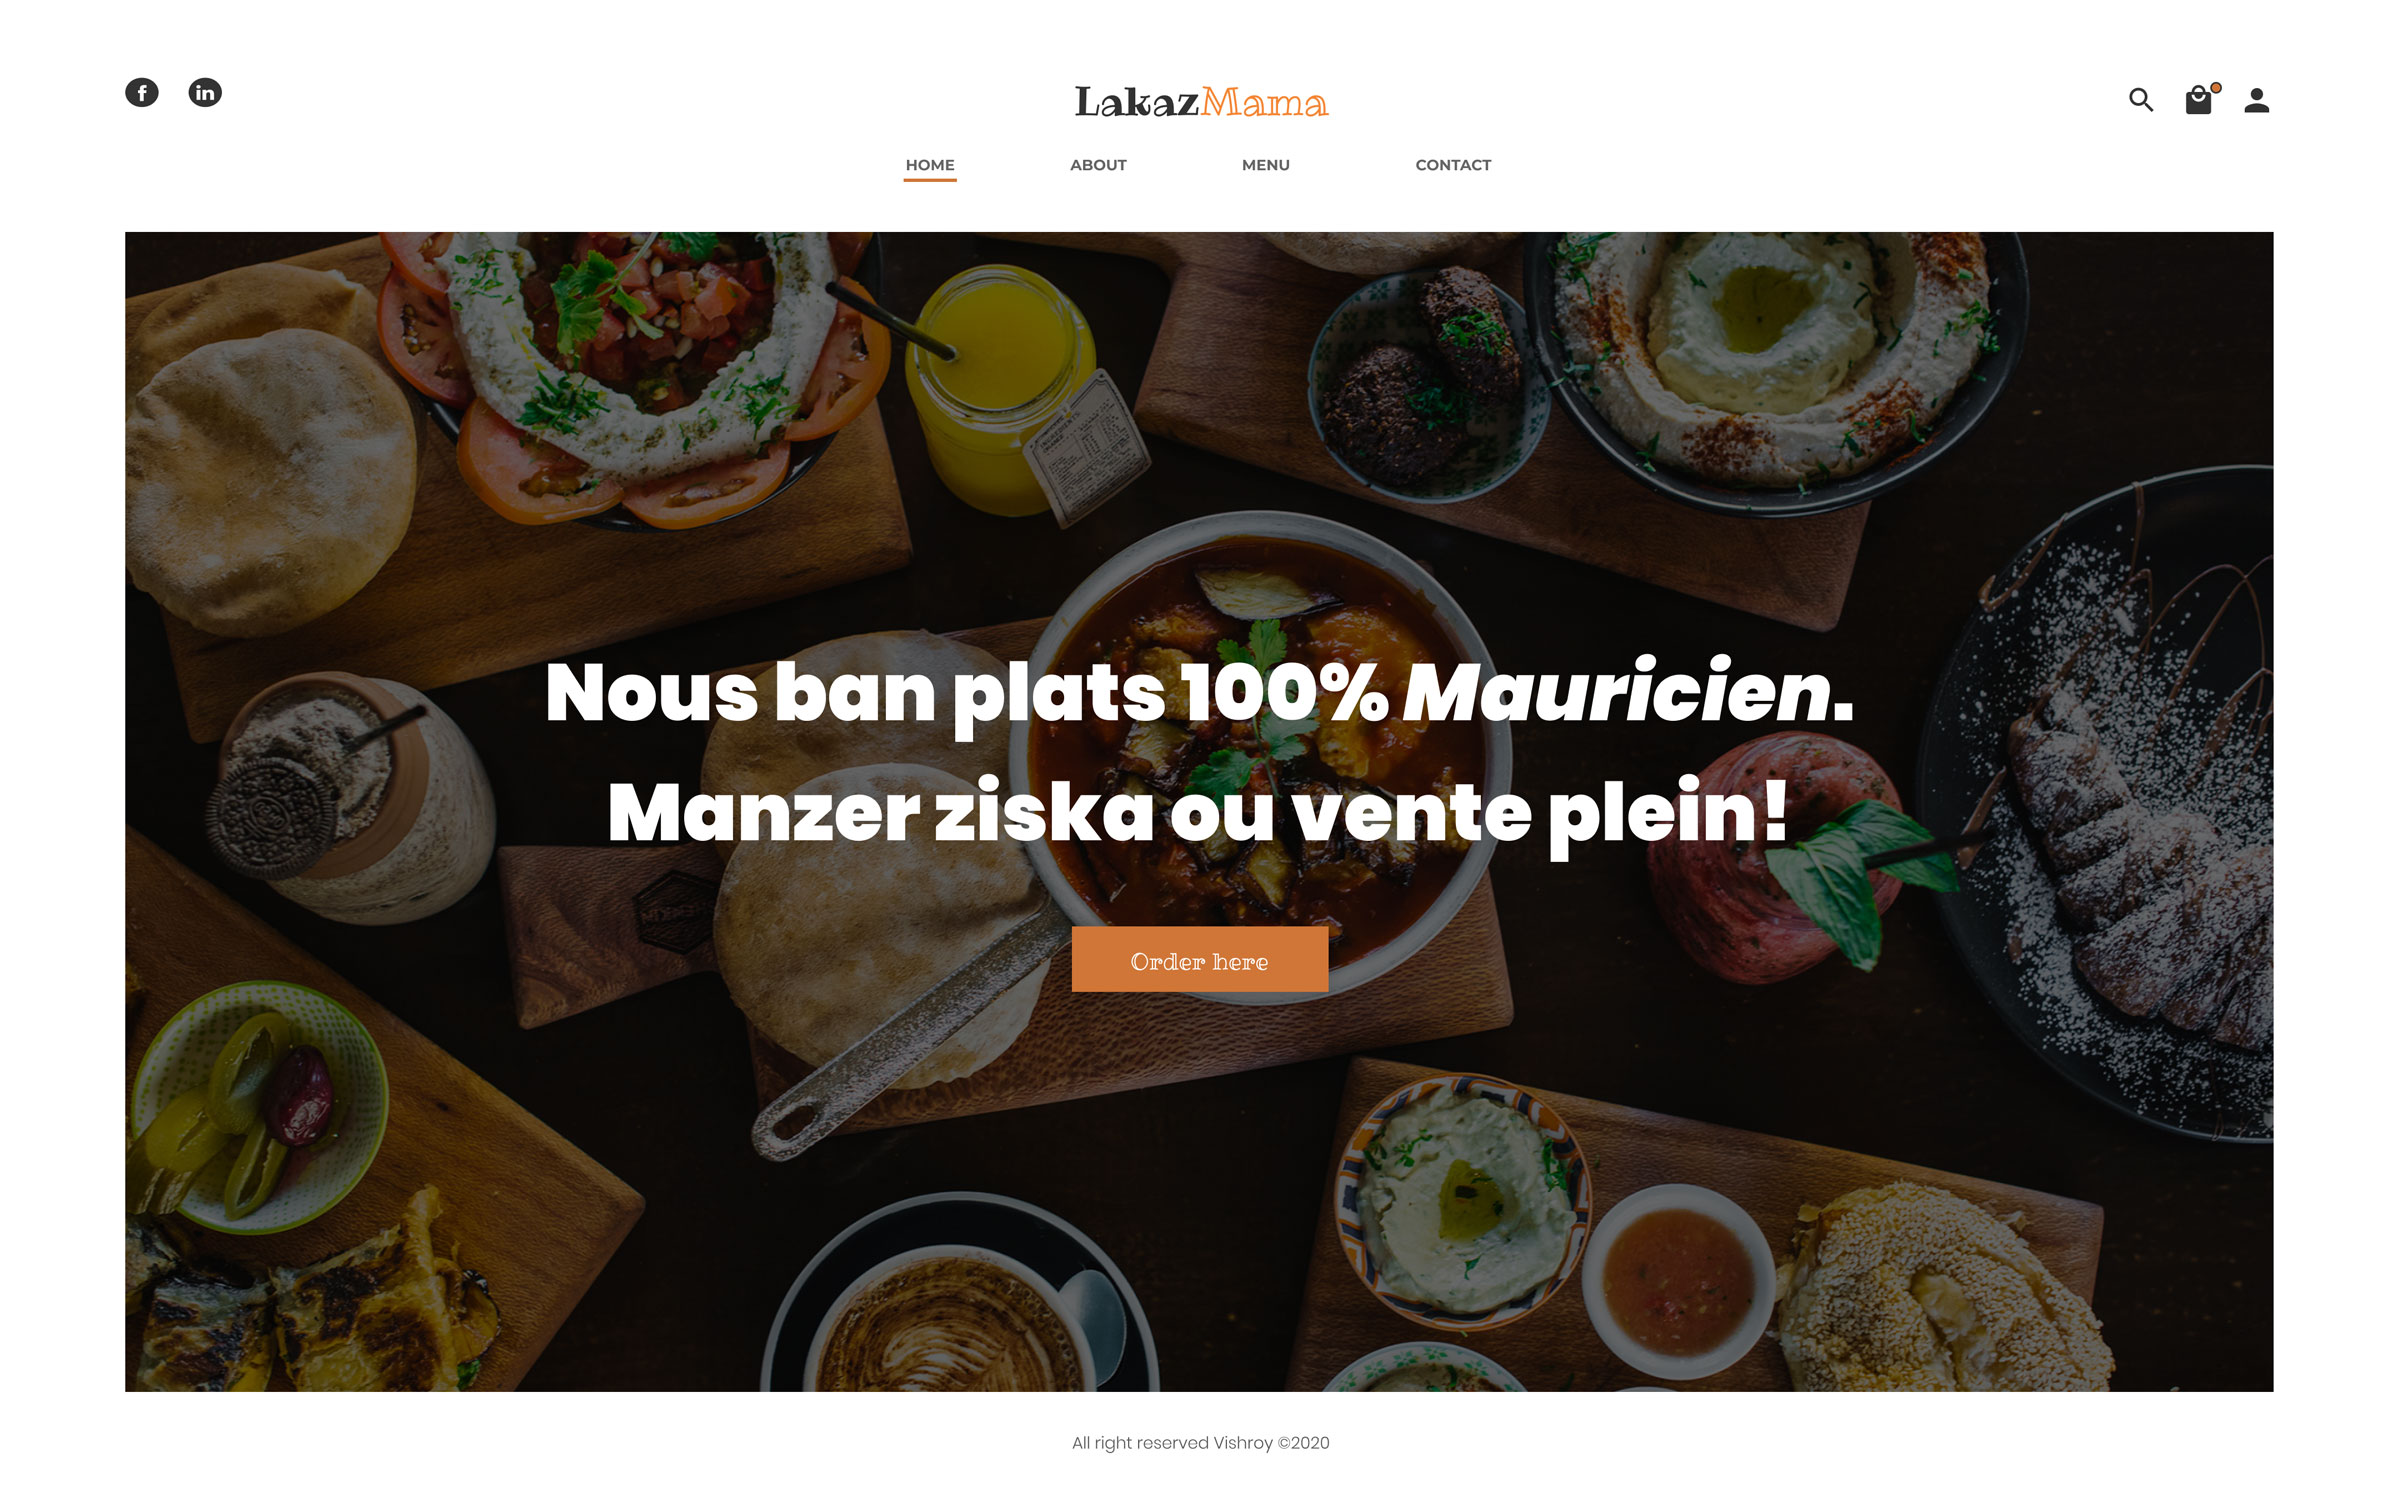 LakazMama
HOME ABOUT MENU CONTACT
Nous ban plats 100% Mauricien.
Manzer ziska ou vente plein!
Order here
All right reserved Vishroy ©2020